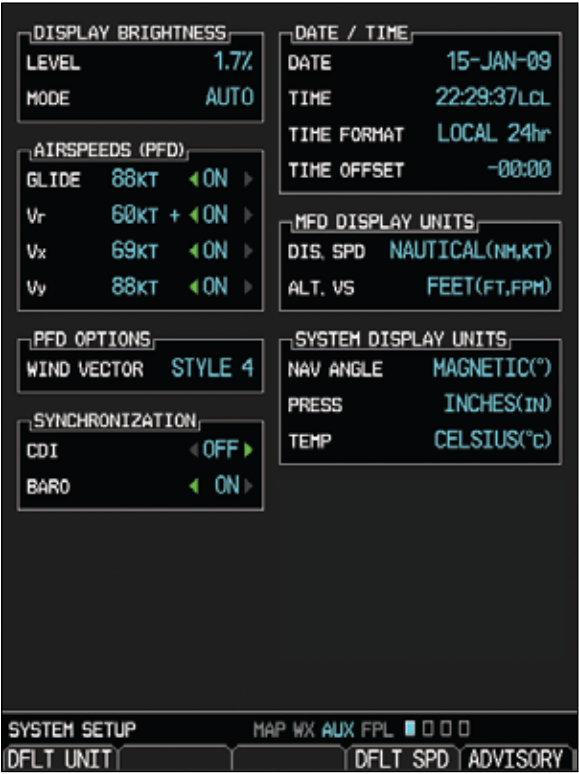 DISPLAY BRIGHTNESS
LEVEL 1.7%
MODE AUTO
AIRSPEEDS (PFD)
GLIDE 88KT ON
Vr 60KT + ON
Vx 69KT ON
Vy 88KT ON
PFD OPTIONS
WIND VECTOR STYLE 4
SYNCHRONIZATION
CDI OFF
BARO ON
DATE / TIME
DATE 15-JAN-09
TIME 22:29:37LCL
TIME FORMAT LOCAL 24hr
TIME OFFSET -00:00
MFD DISPLAY UNITS
DIS, SPD NAUTICAL(NM,KT)
ALT, VS FEET(FT,FPM)
SYSTEM DISPLAY UNITS
NAV ANGLE MAGNETIC(°)
PRESS INCHES(IN)
TEMP CELSIUS(°C)
SYSTEM SETUP MAP WX AUX FPL
DFLT UNIT DFLT SPD ADVISORY